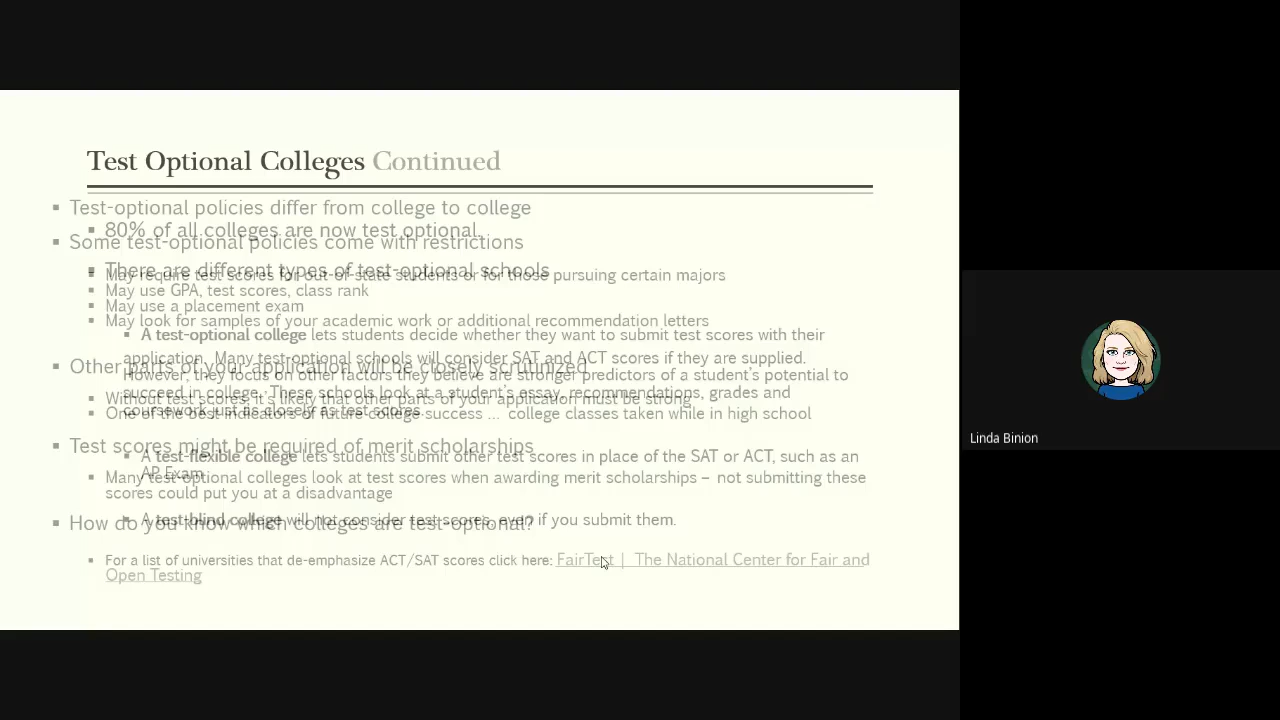 Test Optional Colleges Continued
▪ Test-optional policies differ from college to college
▪ 80% of all colleges are now test optional.
▪ Some test-optional policies come with restrictions
▪ There are different types of test-optional schools
▪ May require test scores for out-of-state students or for those pursuing certain majors
▪ May use GPA, test scores, class rank
▪ May use a placement exam
▪ May look for samples of your academic work or additional recommendation letters
▪ A test-optional college lets students decide whether they want to submit test scores with their
application. Many test-optional schools will consider SAT and ACT scores if they are supplied.
▪ Other parts of your application will be closely scrutinized
However, they focus on other factors they believe are stronger predictors of a student's potential to
succeed in college. These schools look at a student's essay, recommendations, grades and
▪ Without test scores, it's likely that other parts of your application must be strong
coursework just as closely as test scores.
▪ One of the best indicators of future college success ... college classes taken while in high school
▪ Test scores might be required of merit scholarships
▪ A test-flexible college lets students submit other test scores in place of the SAT or ACT, such as an
AP Exam
▪ Many test-optional colleges look at test scores when awarding merit scholarships – not submitting these
scores could put you at a disadvantage
▪ A test-blind college will not consider test scores, even if you submit them.
▪ How do you know which colleges are test-optional?
▪ For a list of universities that de-emphasize ACT/SAT scores click here: FairTest | The National Center for Fair and
Open Testing
Linda Binion